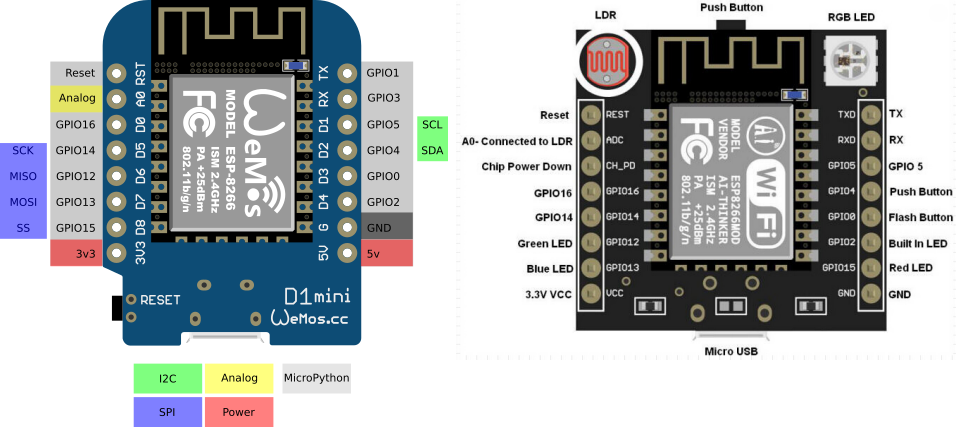 Reset RST TX GPIO1
Analog A0 RX GPIO3
GPIO16 D0 D1 GPIO5 SCL
SCK GPIO14 D5 D2 GPIO4 SDA
MISO GPIO12 D6 D3 GPIO0
MOSI GPIO13 D7 D4 GPIO2
SS GPIO15 D8 G GND
3v3 3V3 5V 5v
WeMos
MODEL ESP-8266
ISM 2.4GHz
PA +25dBm
802.11b/g/n
FC
RESET
D1 mini
WeMos.cc
I2C Analog MicroPython
SPI Power
LDR Push Button RGB LED
Reset REST TXD TX
A0- Connected to LDR ADC RXD RX
Chip Power Down CH_PD GPIO5 GPIO 5
GPIO16 GPIO16 GPIO4 Push Button
GPIO14 GPIO14 GPIO0 Flash Button
Green LED GPIO12 GPIO2 Built In LED
Blue LED GPIO13 GPIO15 Red LED
3.3V VCC VCC GND GND
Ai
WiFi
MODEL ESP8266MOD
VENDOR AI-THINKER
ISM 2.4GHz
PA +25dBm
802.11b/g/n
FC
Micro USB